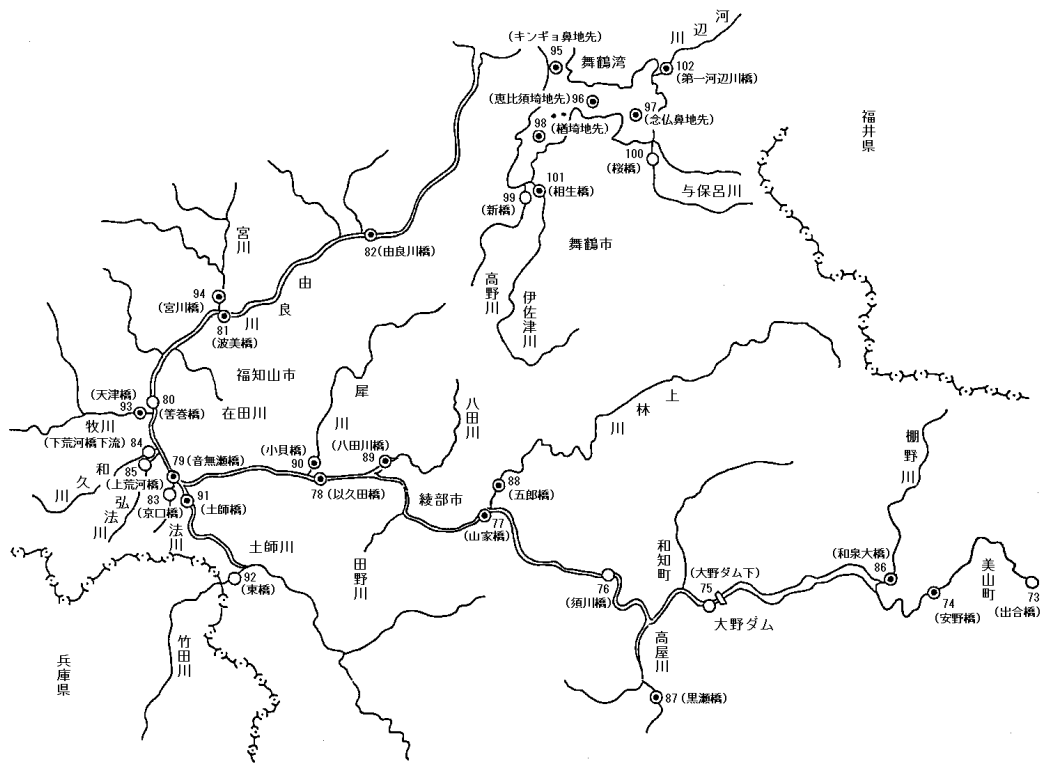 河辺川
(キンギョ鼻地先)
95
舞鶴湾
102
(第一河辺川橋)
(恵比須埼地先)96
97
(念仏鼻地先)
98
(楢埼地先)
福井県
100
(桜橋)
与保呂川
101
(相生橋)
99
(新橋)
舞鶴市
高野川
伊佐津川
宮川
82(由良川橋)
94
(宮川橋)
由良川
81
(波美橋)
福知山市
在田川
(天津橋)
93
80
(筈巻橋)
牧川
犀川
八田川
上林川
棚野川
(下荒河橋下流)
84
85
(上荒河橋)
和久川
弘法川
79(音無瀬橋)
83
(京口橋)
法川
91
(土師橋)
(小貝橋)
90
(八田川橋)
89
78(以久田橋)
綾部市
88
(五郎橋)
77
(山家橋)
土師川
92
(東橋)
田野川
竹田川
兵庫県
76
(須川橋)
和知町
(大野ダム下)
75
大野ダム
高屋川
87(黒瀬橋)
(和泉大橋)
86
74
(安野橋)
美山町
73
(出合橋)